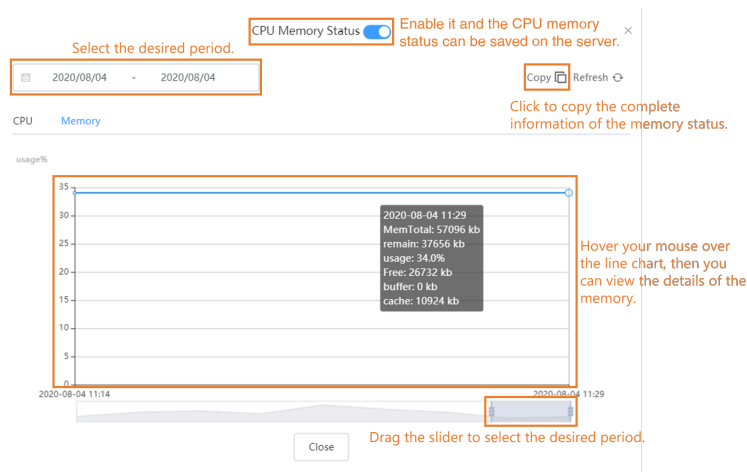 CPU Memory Status
Enable it and the CPU memory
status can be saved on the server.
Select the desired period.
2020/08/04 - 2020/08/04
Copy Refresh
Click to copy the complete
information of the memory status.
CPU Memory
usage%
35
30
25
20
15
10
5
0
2020-08-04 11:29
MemTotal: 57096 kb
remain: 37656 kb
usage: 34.0%
Free: 26732 kb
buffer: 0 kb
cache: 10924 kb
Hover your mouse over
the line chart, then you
can view the details of the
memory.
2020-08-04 11:14
2020-08-04 11:29
Drag the slider to select the desired period.
Close